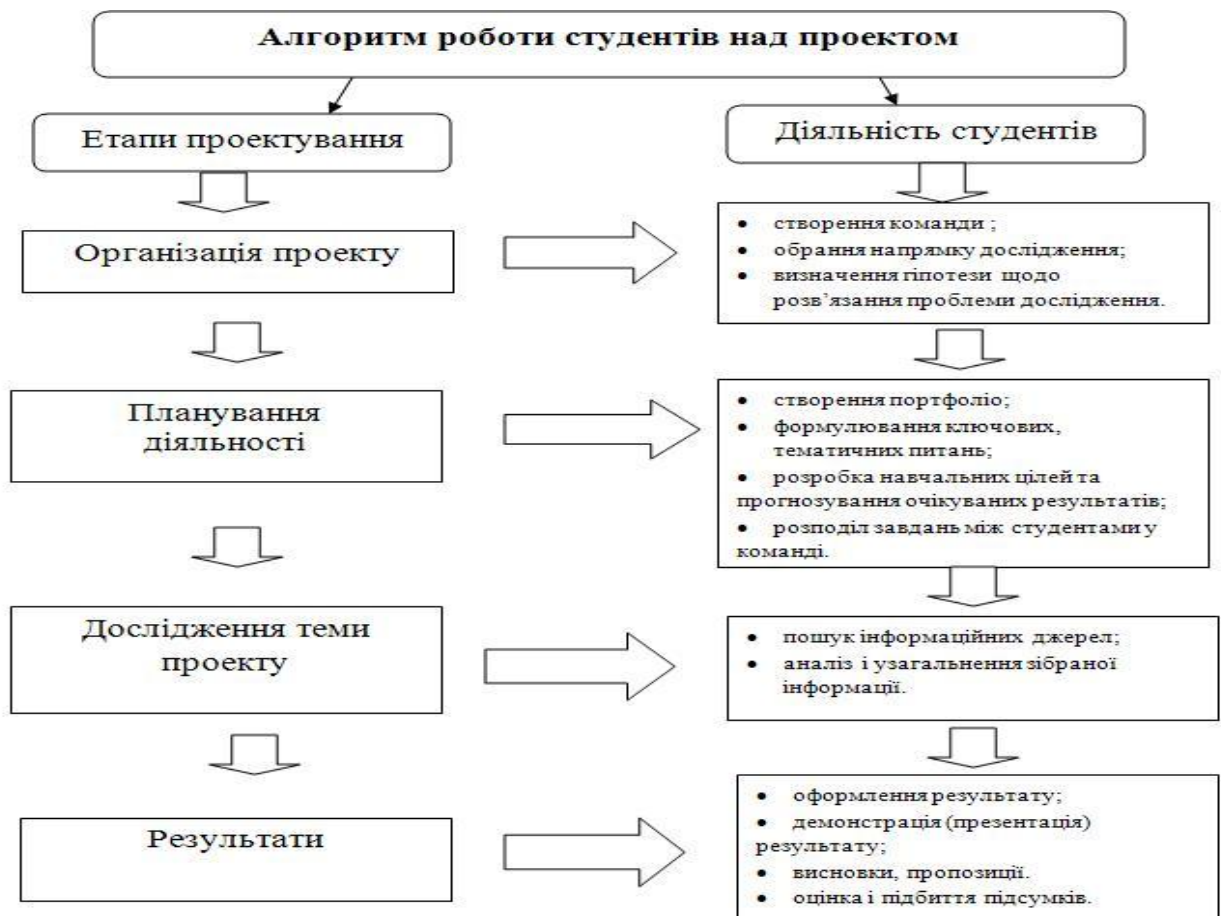 Алгоритм роботи студентів над проектом
Етапи проектування
Діяльність студентів
Організація проекту
• створення команди ;
• обрання напрямку дослідження;
• визначення гіпотези щодо
розв’язання проблеми дослідження.
Планування
діяльності
• створення портфоліо;
• формулювання ключових,
тематичних питань;
• розробка навчальних цілей та
прогнозування очікуваних результатів;
• розподіл завдань між студентами у
команді.
Дослідження теми
проекту
• пошук інформаційних джерел;
• аналіз і узагальнення зібраної
інформації.
Результати
• оформлення результату;
• демонстрація (презентація)
результату;
• висновки, пропозиції.
• оцінка і підбиття підсумків.